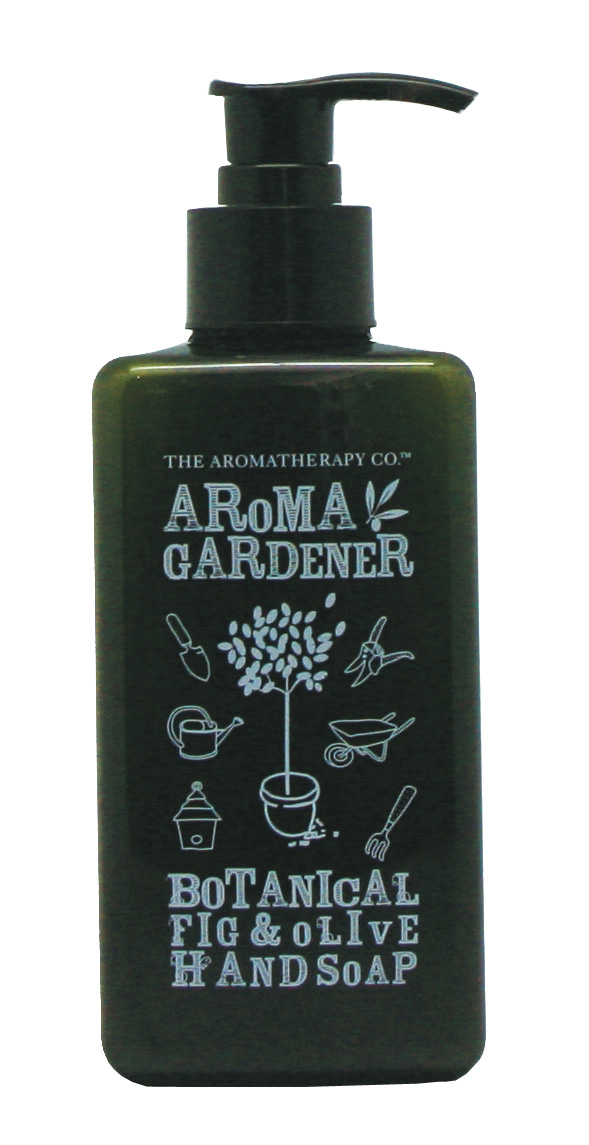 THE AROMATHERAPY CO.™
AROMA
GARDENER
BOTANICAL
FIG & OLIVE
HAND SOAP